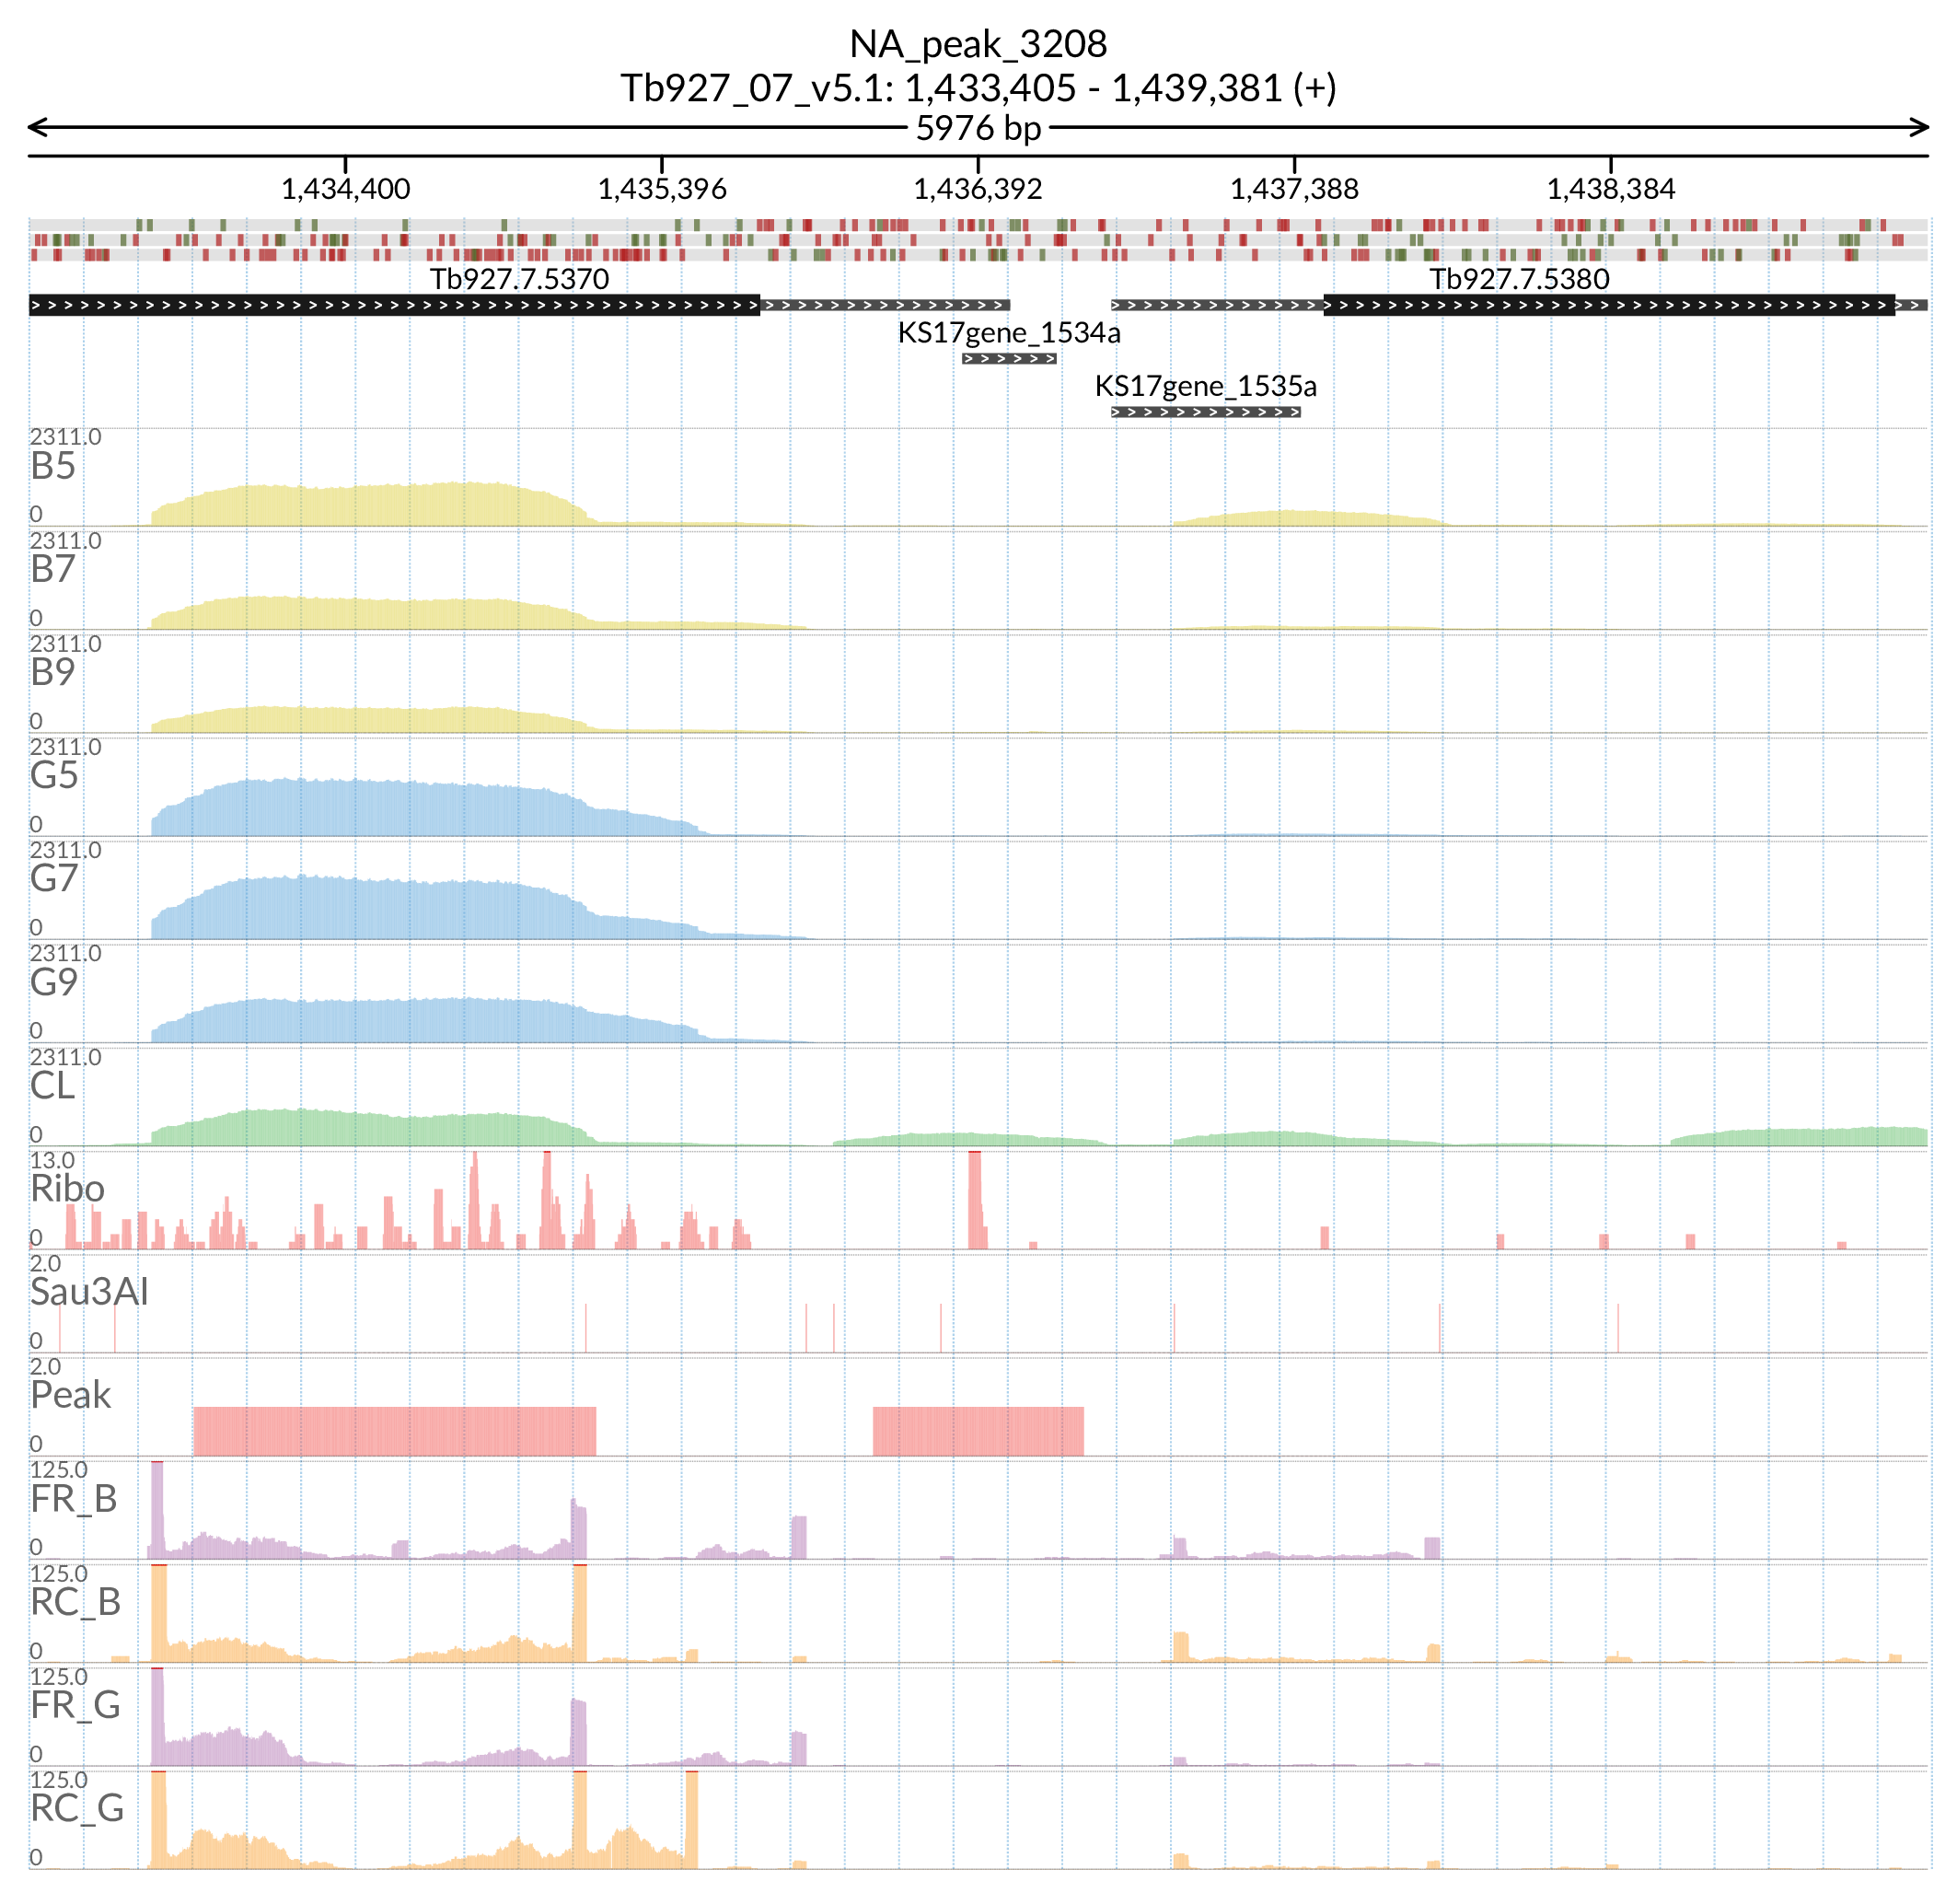 NA_peak_3208
Tb927_07_v5.1: 1,433,405 - 1,439,381 (+)
5976 bp
1,434,400 1,435,396 1,436,392 1,437,388 1,438,384
Tb927.7.5370 Tb927.7.5380
KS17gene_1534a
KS17gene_1535a
2311.0
B5
0
2311.0
B7
0
2311.0
B9
0
2311.0
G5
0
2311.0
G7
0
2311.0
G9
0
2311.0
CL
0
13.0
Ribo
0
2.0
Sau3AI
0
2.0
Peak
0
125.0
FR_B
0
125.0
RC_B
0
125.0
FR_G
0
125.0
RC_G
0